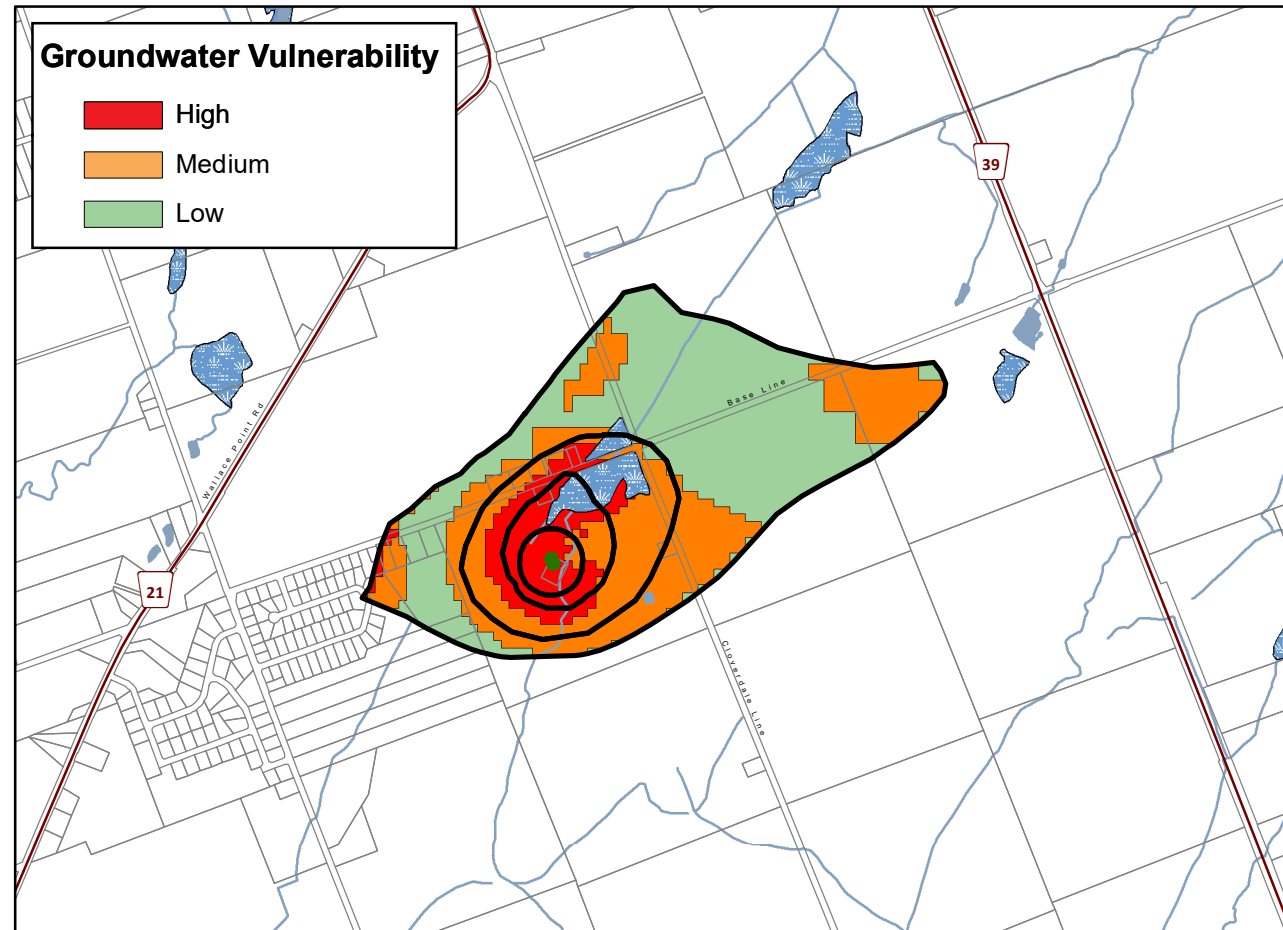 Groundwater Vulnerability
High
Medium
Low
39
Base Line
Wallace Point Rd
21
Cloverdale Line